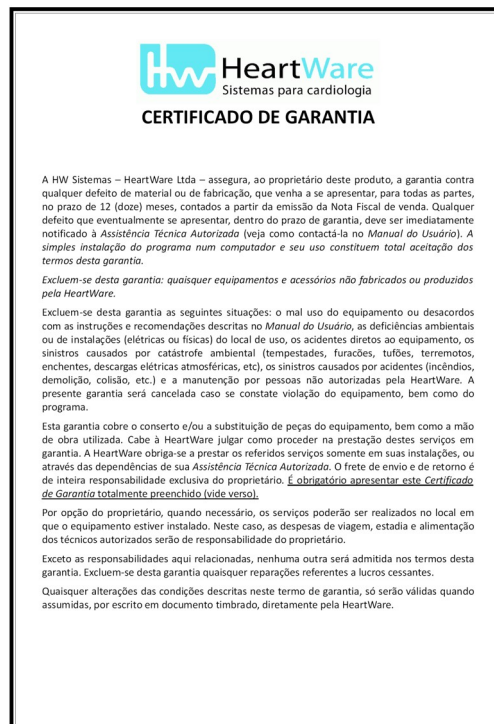 HW HeartWare
Sistemas para cardiologia
CERTIFICADO DE GARANTIA
A HW Sistemas – HeartWare Ltda – assegura, ao proprietário deste produto, a garantia contra
qualquer defeito de material ou de fabricação, que venha a se apresentar, para todas as partes,
no prazo de 12 (doze) meses, contados a partir da emissão da Nota Fiscal de venda. Qualquer
defeito que eventualmente se apresentar, dentro do prazo de garantia, deve ser imediatamente
notificado à Assistência Técnica Autorizada (veja como contactá-la no Manual do Usuário). A
simples instalação do programa num computador e seu uso constituem total aceitação dos
termos desta garantia.
Excluem-se desta garantia: quaisquer equipamentos e acessórios não fabricados ou produzidos
pela HeartWare.
Excluem-se desta garantia as seguintes situações: o mal uso do equipamento ou desacordos
com as instruções e recomendações descritas no Manual do Usuário, as deficiências ambientais
ou de instalações (elétricas ou físicas) do local de uso, os acidentes diretos ao equipamento, os
sinistros causados por catástrofe ambiental (tempestades, furacões, tufões, terremotos,
enchentes, descargas elétricas atmosféricas, etc), os sinistros causados por acidentes (incêndios,
demolição, colisão, etc.) e a manutenção por pessoas não autorizadas pela HeartWare. A
presente garantia será cancelada caso se constate violação do equipamento, bem como do
programa.
Esta garantia cobre o conserto e/ou a substituição de peças do equipamento, bem como a mão
de obra utilizada. Cabe à HeartWare julgar como proceder na prestação destes serviços em
garantia. A HeartWare obriga-se a prestar os referidos serviços somente em suas instalações, ou
através das dependências de sua Assistência Técnica Autorizada. O frete de envio e de retorno é
de inteira responsabilidade exclusiva do proprietário. É obrigatório apresentar este Certificado
de Garantia totalmente preenchido (vide verso).
Por opção do proprietário, quando necessário, os serviços poderão ser realizados no local em
que o equipamento estiver instalado. Neste caso, as despesas de viagem, estadia e alimentação
dos técnicos autorizados serão de responsabilidade do proprietário.
Exceto as responsabilidades aqui relacionadas, nenhuma outra será admitida nos termos desta
garantia. Excluem-se desta garantia quaisquer reparações referentes a lucros cessantes.
Quaisquer alterações das condições descritas neste termo de garantia, só serão válidas quando
assumidas, por escrito em documento timbrado, diretamente pela HeartWare.